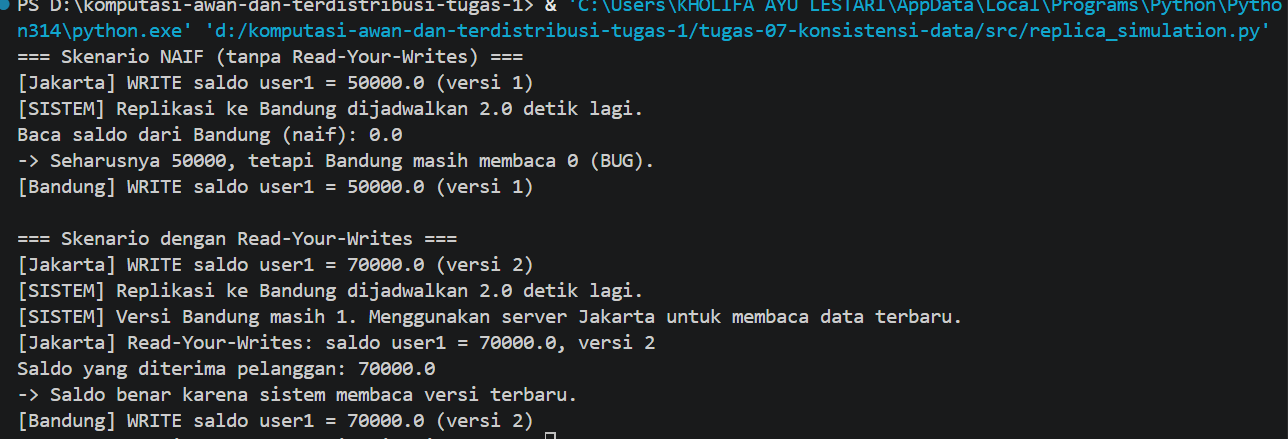 PS D:\komputasi-awan-dan-terdistribusi-tugas-1> & 'C:\Users\KHOLIFA AYU LESTARI\AppData\Local\Programs\Python\Pytho
n314\python.exe' 'd:/komputasi-awan-dan-terdistribusi-tugas-1/tugas-07-konsistensi-data/src/replica_simulation.py'
=== Skenario NAIF (tanpa Read-Your-Writes) ===
[Jakarta] WRITE saldo user1 = 50000.0 (versi 1)
[SISTEM] Replikasi ke Bandung dijadwalkan 2.0 detik lagi.
Baca saldo dari Bandung (naif): 0.0
-> Seharusnya 50000, tetapi Bandung masih membaca 0 (BUG).
[Bandung] WRITE saldo user1 = 50000.0 (versi 1)

=== Skenario dengan Read-Your-Writes ===
[Jakarta] WRITE saldo user1 = 70000.0 (versi 2)
[SISTEM] Replikasi ke Bandung dijadwalkan 2.0 detik lagi.
[SISTEM] Versi Bandung masih 1. Menggunakan server Jakarta untuk membaca data terbaru.
[Jakarta] Read-Your-Writes: saldo user1 = 70000.0, versi 2
Saldo yang diterima pelanggan: 70000.0
-> Saldo benar karena sistem membaca versi terbaru.
[Bandung] WRITE saldo user1 = 70000.0 (versi 2)